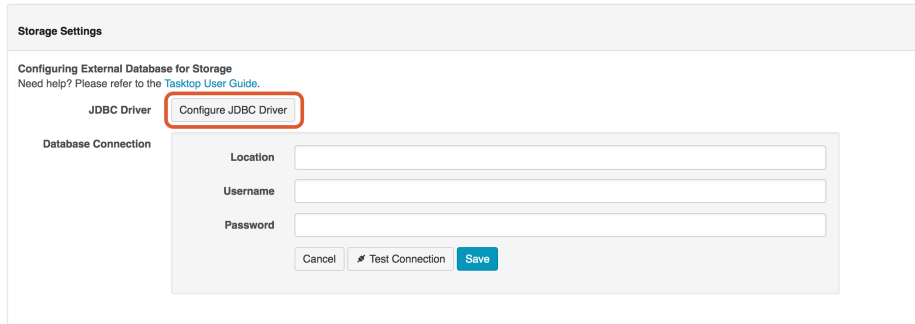 Storage Settings
Configuring External Database for Storage
Need help? Please refer to the Tasktop User Guide.
JDBC Driver Configure JDBC Driver
Database Connection
Location
Username
Password
Cancel Test Connection Save